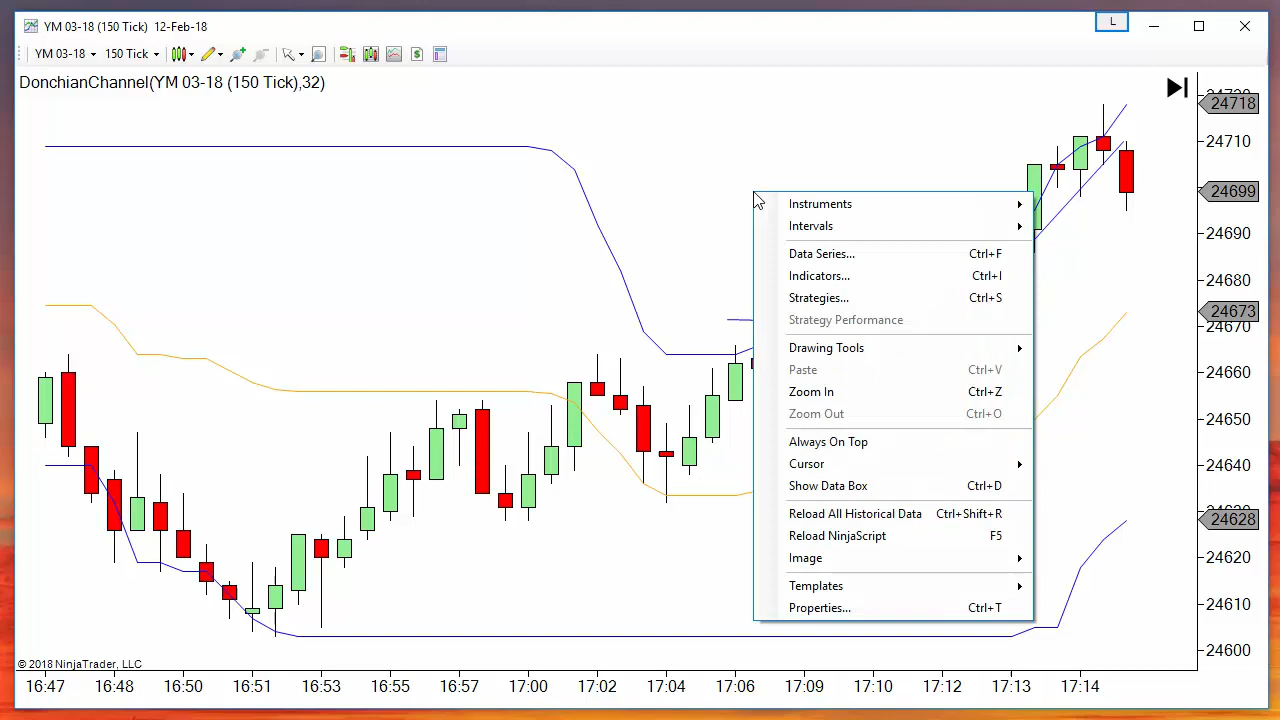 YM 03-18 (150 Tick) 12-Feb-18
L
YM 03-18 150 Tick
DonchianChannel(YM 03-18 (150 Tick),32)
24718
24710
24699
24690
24680
24673
24670
24660
24650
24640
24628
24620
24610
24600
Instruments
Intervals
Data Series... Ctrl+F
Indicators... Ctrl+I
Strategies... Ctrl+S
Strategy Performance
Drawing Tools
Paste Ctrl+V
Zoom In Ctrl+Z
Zoom Out Ctrl+O
Always On Top
Cursor
Show Data Box Ctrl+D
Reload All Historical Data Ctrl+Shift+R
Reload NinjaScript F5
Image
Templates
Properties... Ctrl+T
© 2018 NinjaTrader, LLC
16:47 16:48 16:50 16:51 16:53 16:55 16:57 17:00 17:02 17:04 17:06 17:09 17:10 17:12 17:13 17:14